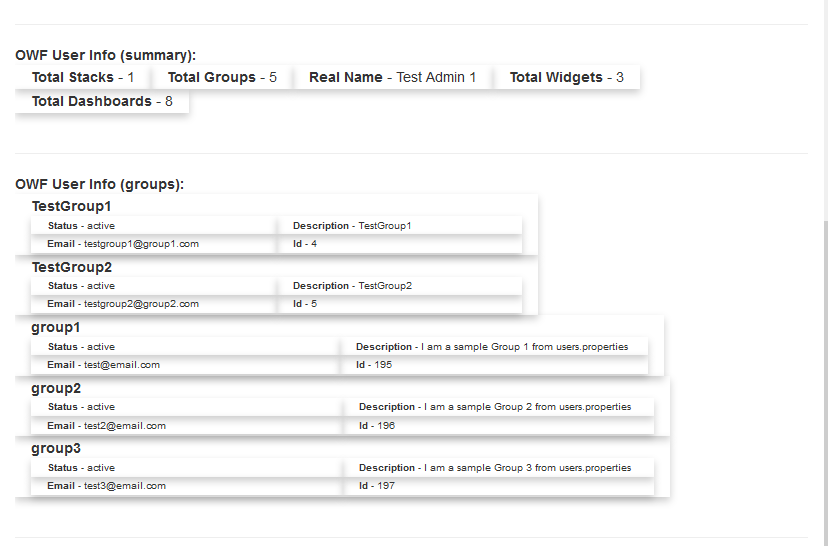 OWF User Info (summary):
Total Stacks - 1 Total Groups - 5 Real Name - Test Admin 1 Total Widgets - 3
Total Dashboards - 8
OWF User Info (groups):
TestGroup1
Status - active Description - TestGroup1
Email - testgroup1@group1.com Id - 4
TestGroup2
Status - active Description - TestGroup2
Email - testgroup2@group2.com Id - 5
group1
Status - active Description - I am a sample Group 1 from users.properties
Email - test@email.com Id - 195
group2
Status - active Description - I am a sample Group 2 from users.properties
Email - test2@email.com Id - 196
group3
Status - active Description - I am a sample Group 3 from users.properties
Email - test3@email.com Id - 197